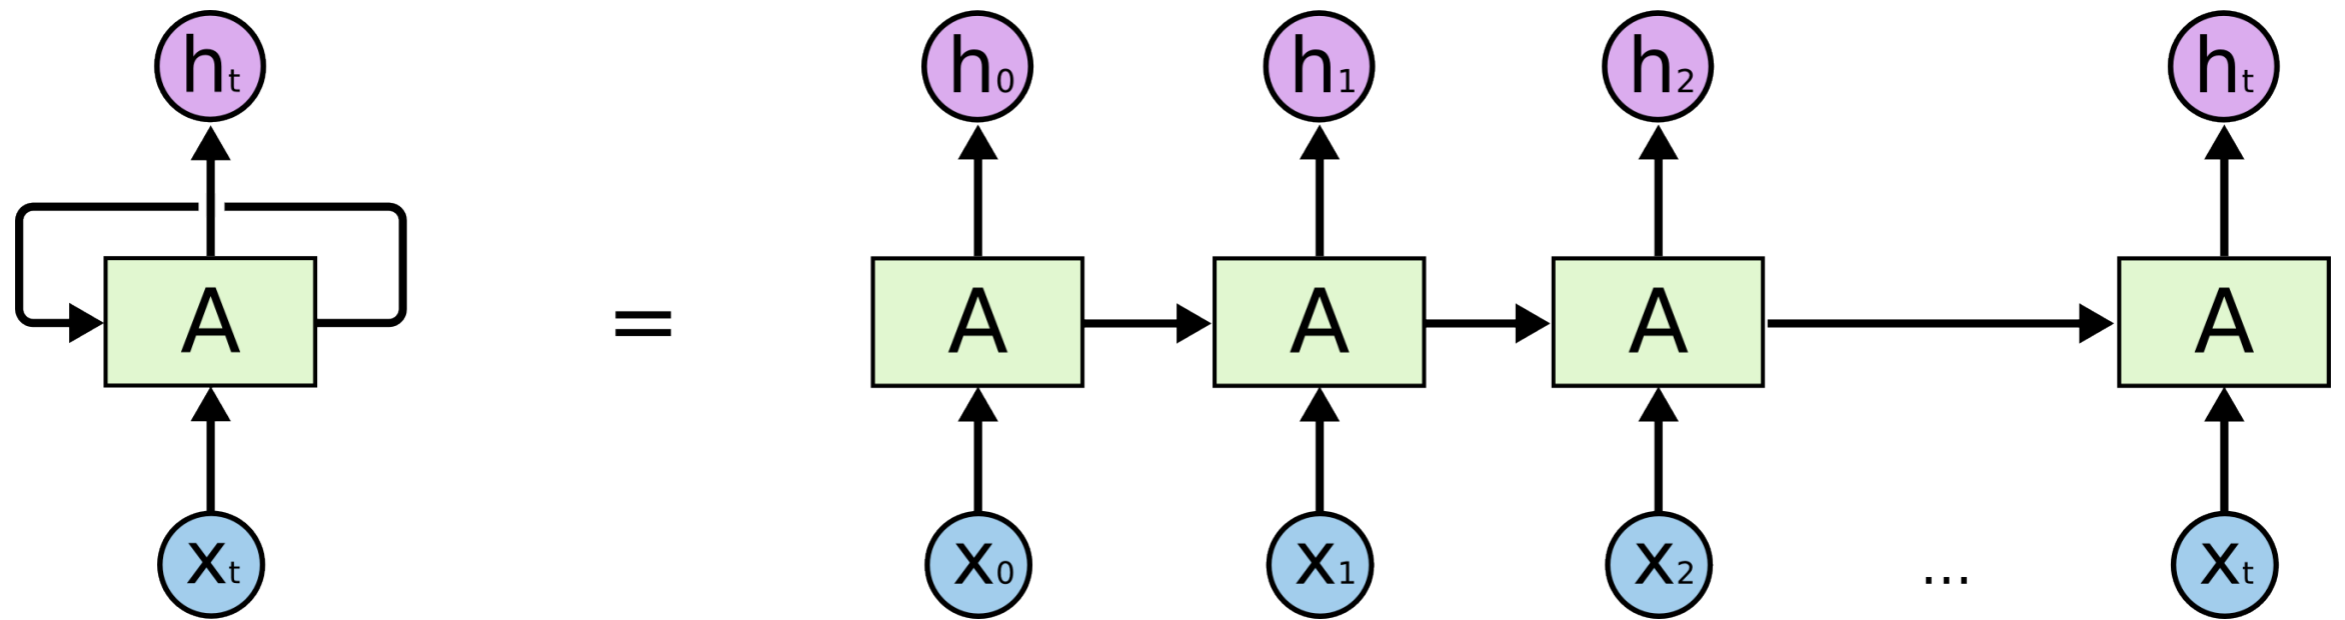 ht h0 h1 h2 ht
A = A A A A
xt x0 x1 x2 ... xt